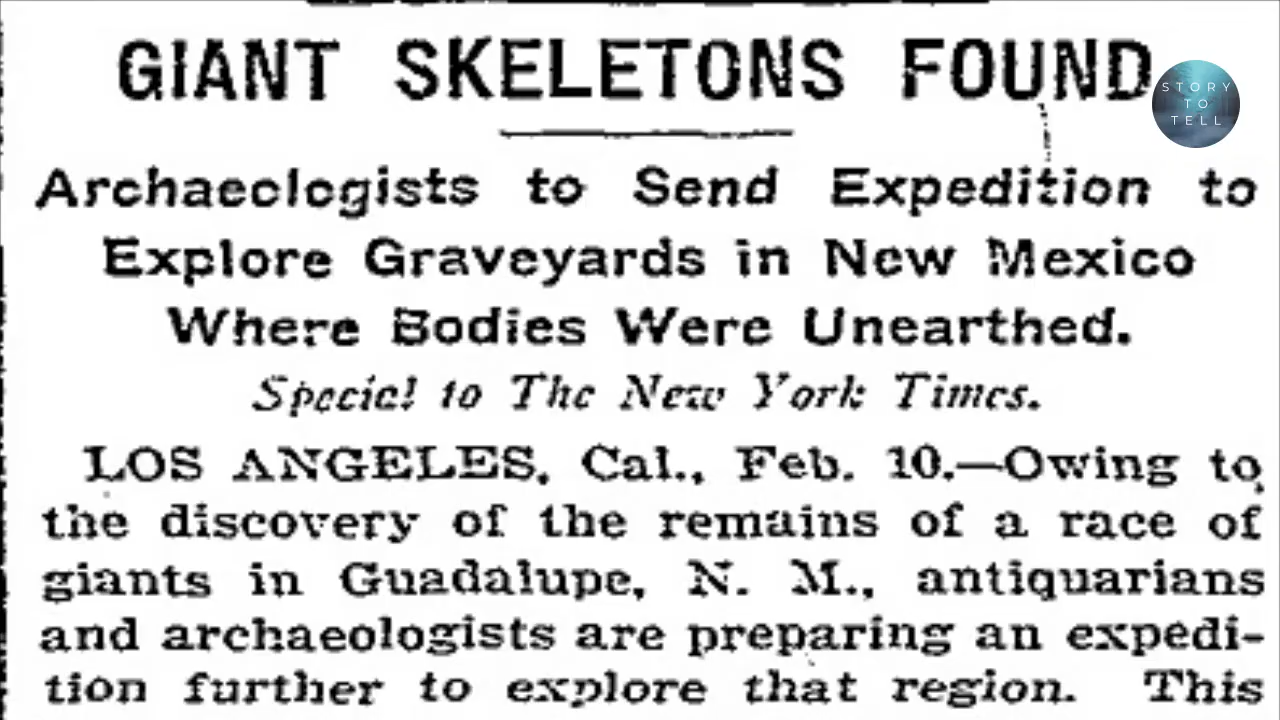 GIANT SKELETONS FOUND
STORY
TO
TELL
Archaeologists to Send Expedition to
Explore Graveyards in New Mexico
Where Bodies Were Unearthed.
Special to The New York Times.
LOS ANGELES, Cal., Feb. 10.—Owing to
the discovery of the remains of a race of
giants in Guadalupe, N. M., antiquarians
and archaeologists are preparing an expedi-
tion further to explore that region. This